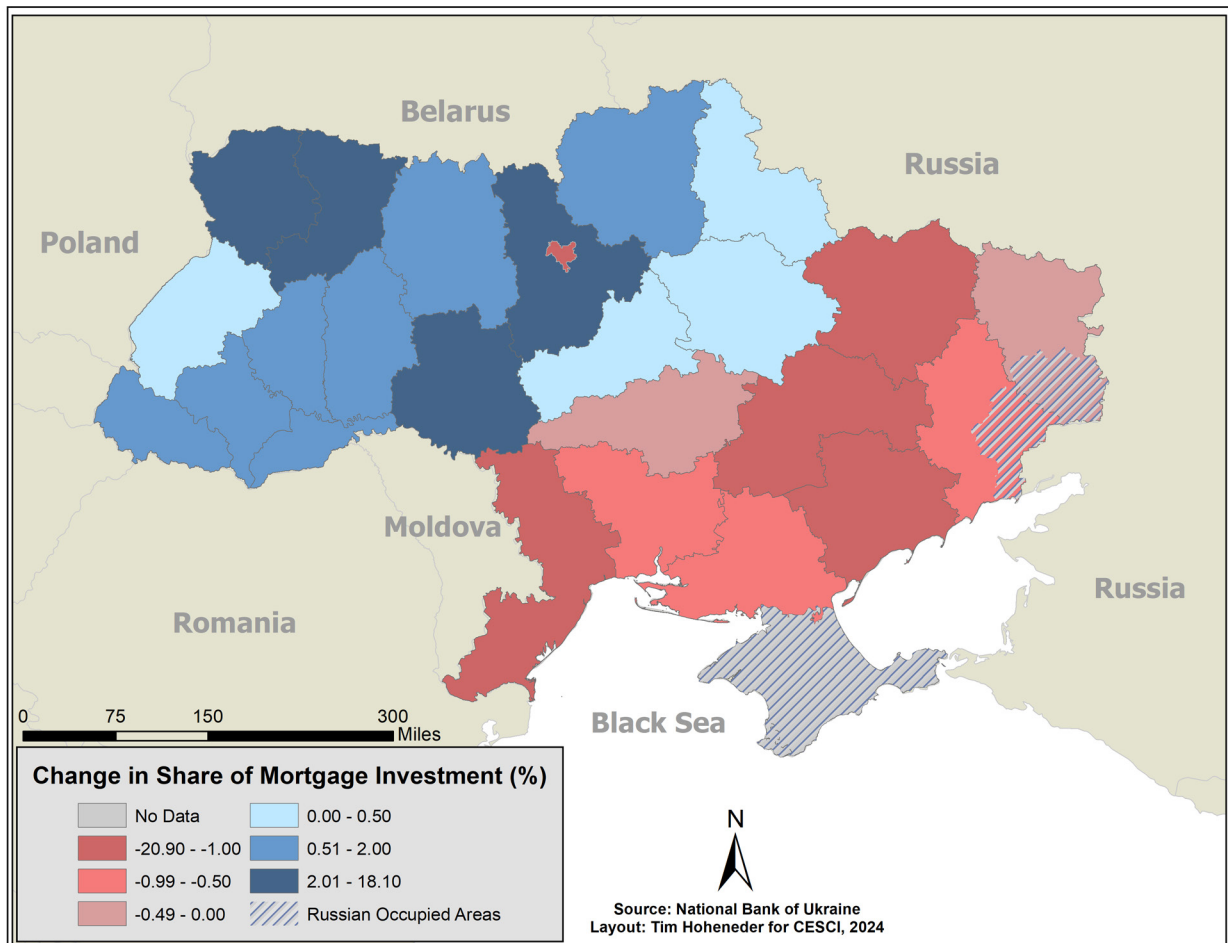 Belarus
Russia
Poland
Moldova
Romania
Russia
Black Sea
0 75 150 300
Miles
Change in Share of Mortgage Investment (%)
No Data
-20.90 - -1.00
-0.99 - -0.50
-0.49 - 0.00
0.00 - 0.50
0.51 - 2.00
2.01 - 18.10
Russian Occupied Areas
N
Source: National Bank of Ukraine
Layout: Tim Hoheneder for CESCI, 2024